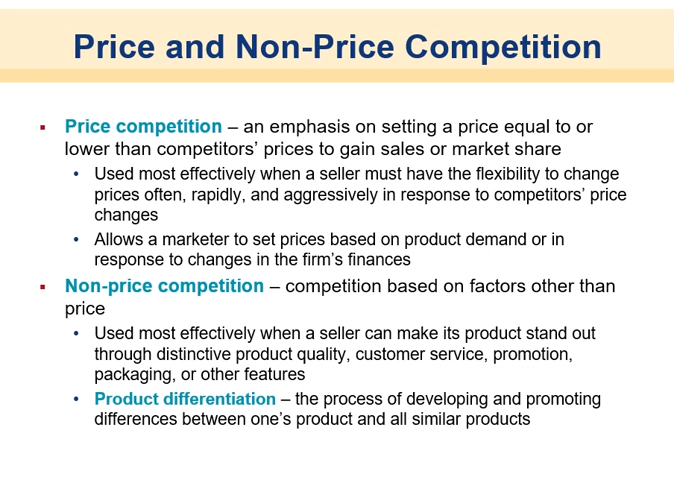 Price and Non-Price Competition
▪ Price competition – an emphasis on setting a price equal to or
lower than competitors’ prices to gain sales or market share
• Used most effectively when a seller must have the flexibility to change
prices often, rapidly, and aggressively in response to competitors’ price
changes
• Allows a marketer to set prices based on product demand or in
response to changes in the firm’s finances
▪ Non-price competition – competition based on factors other than
price
• Used most effectively when a seller can make its product stand out
through distinctive product quality, customer service, promotion,
packaging, or other features
• Product differentiation – the process of developing and promoting
differences between one’s product and all similar products